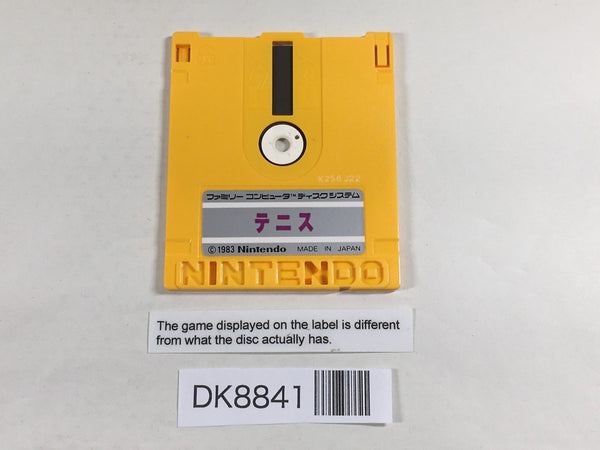 K256J22
ファミリー コンピュータ™ ディスク システム
テニス
©1983 Nintendo MADE IN JAPAN
NINTENDO
The game displayed on the label is different
from what the disc actually has.
DK8841